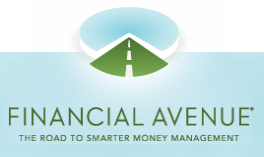 FINANCIAL AVENUE®
THE ROAD TO SMARTER MONEY MANAGEMENT